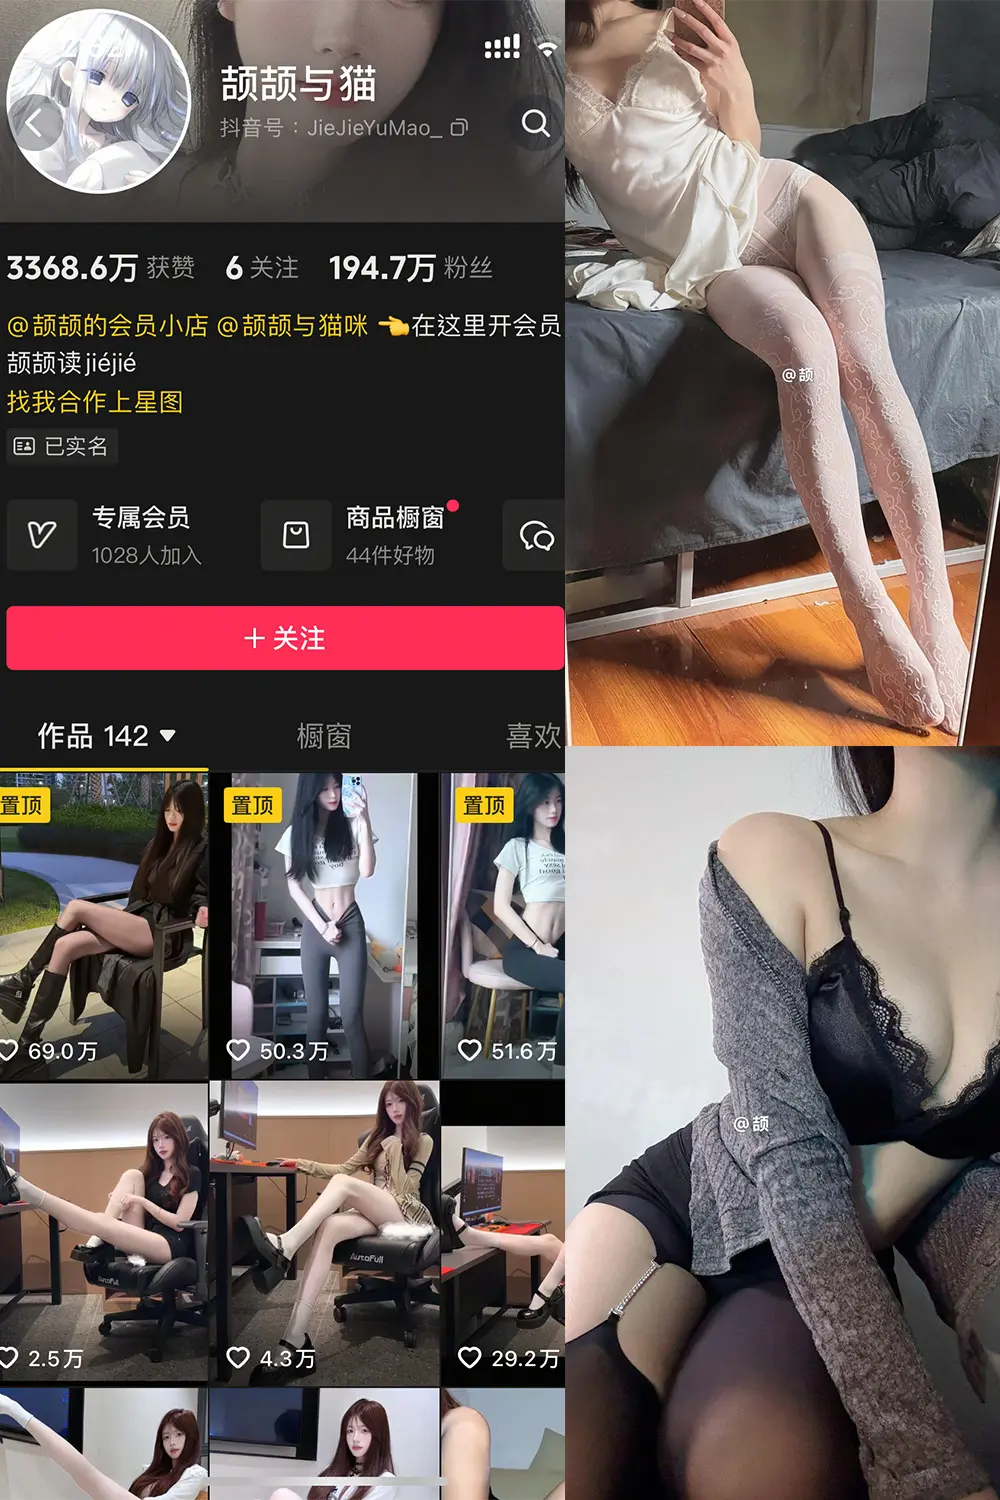 颉颉与猫
抖音号：JieJieYuMao_
3368.6万 获赞 6 关注 194.7万 粉丝
@颉颉的会员小店 @颉颉与猫咪 👈在这里开会员
颉颉读jiéjié
找我合作上星图
已实名
专属会员
1028人加入
商品橱窗
44件好物
+ 关注
作品 142
橱窗
喜欢
置顶
置顶
置顶
69.0万
50.3万
51.6万
2.5万
4.3万
29.2万
AutoFull
AutoFull
@颉
@颉